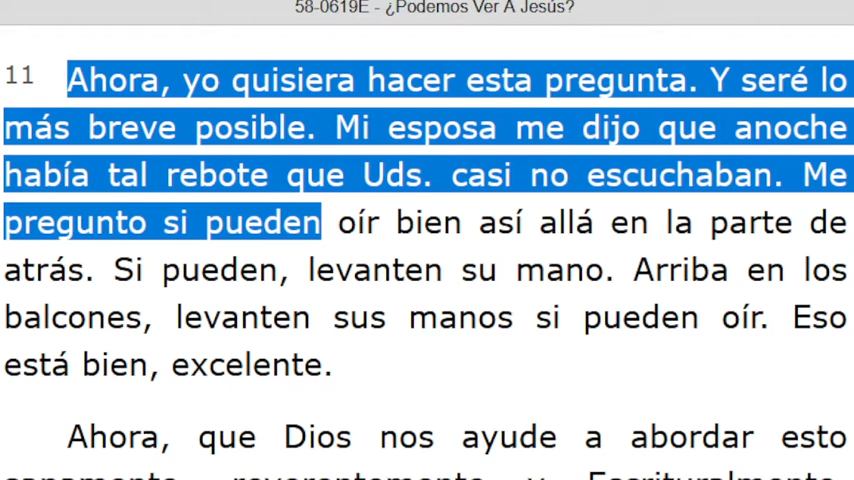 58-0619E - ¿Podemos Ver A Jesús?
11 Ahora, yo quisiera hacer esta pregunta. Y seré lo
más breve posible. Mi esposa me dijo que anoche
había tal rebote que Uds. casi no escuchaban. Me
pregunto si pueden oír bien así allá en la parte de
atrás. Si pueden, levanten su mano. Arriba en los
balcones, levanten sus manos si pueden oír. Eso
está bien, excelente.
Ahora, que Dios nos ayude a abordar esto
sanamente, reverentemente y Escrituralmente,